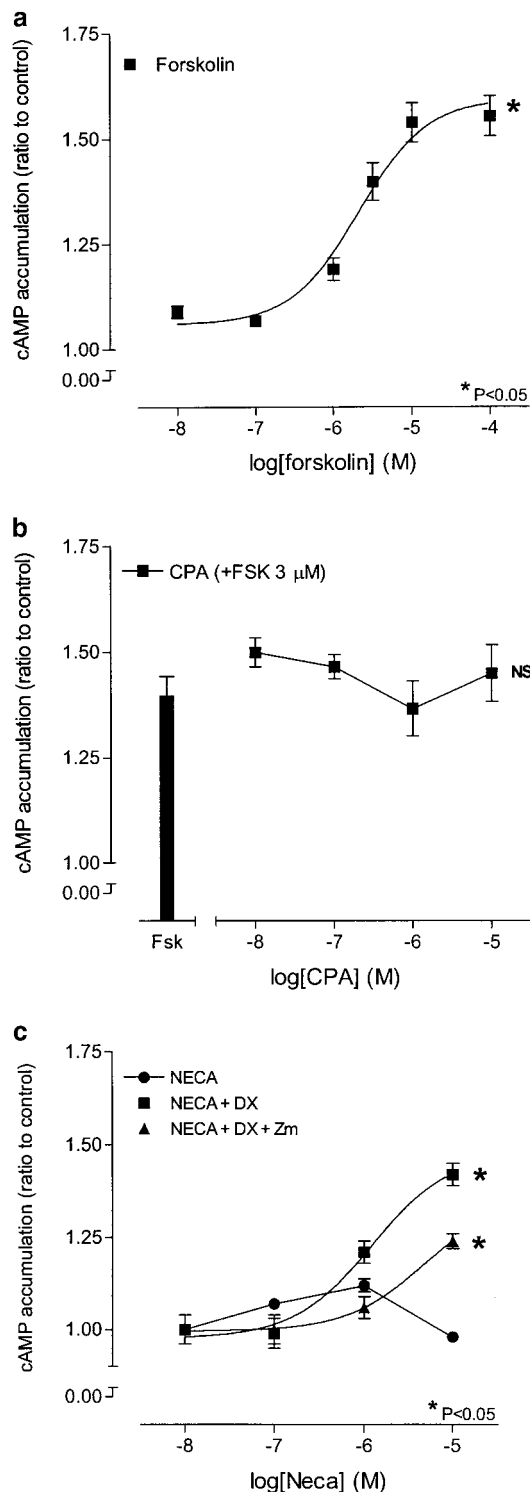 a
1.75
Forskolin
*
1.50
1.25
1.00
0.00
cAMP accumulation (ratio to control)
* P<0.05
-8 -7 -6 -5 -4
log[forskolin] (M)
b
1.75
CPA (+FSK 3 μM)
1.50
NS
1.25
1.00
0.00
cAMP accumulation (ratio to control)
Fsk -8 -7 -6 -5
log[CPA] (M)
c
1.75
NECA
NECA + DX
NECA + DX + Zm
1.50
*
1.25
*
1.00
0.00
cAMP accumulation (ratio to control)
* P<0.05
-8 -7 -6 -5
log[Neca] (M)